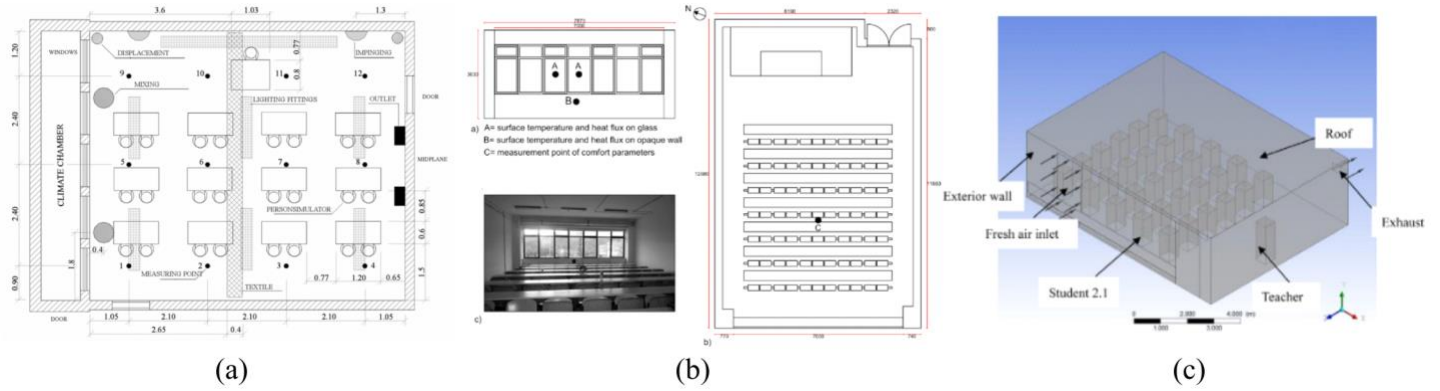 3.6
1.03
1.3
1.20
WINDOWS
DISPLACEMENT
0.77
IMPINGING
9
10
11
12
0.8
MIXING
DOOR
LIGHTING FITTINGS
OUTLET
2.40
CLIMATE CHAMBER
5
6
7
8
MIDPLANE
2.40
PERSONSIMULATOR
0.85
0.6
0.4
1.8
1
2
3
4
MEASURING POINT
0.77
1.20
0.65
1.5
0.90
TEXTILE
DOOR
1.05
2.10
2.10
2.10
1.05
2.65
0.4
(a)
A
A
B
a)
A= surface temperature and heat flux on glass
B= surface temperature and heat flux on opaque wall
C= measurement point of comfort parameters
c)
N
C
b)
(b)
Roof
Exterior wall
Fresh air inlet
Exhaust
Student 2.1
Teacher
0
2.000
4.000 (m)
1.000
3.000
Y
X
Z
(c)